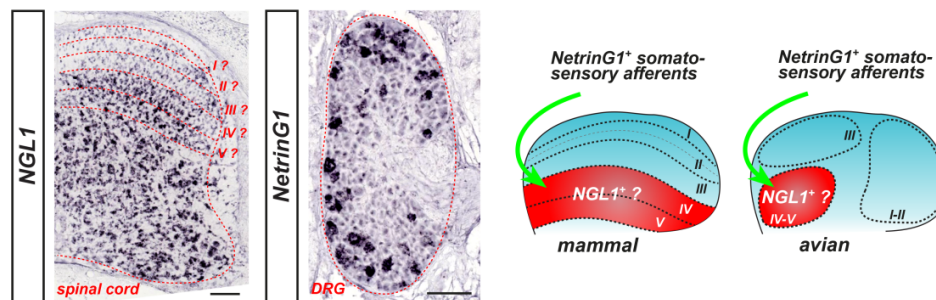 NGL1
I ?
II ?
III ?
IV ?
V ?
spinal cord
NetrinG1
DRG
NetrinG1⁺ somato-
sensory afferents
I
II
III
NGL1⁺ ?
IV
V
mammal
NetrinG1⁺ somato-
sensory afferents
III
NGL1⁺ ?
IV-V
I-II
avian